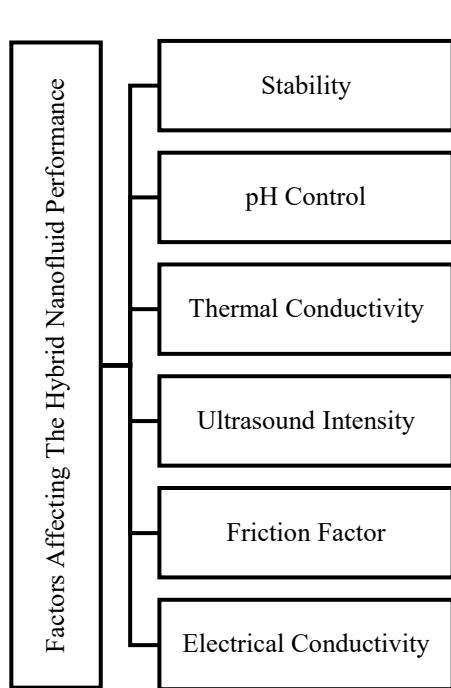 Factors Affecting The Hybrid Nanofluid Performance
Stability
pH Control
Thermal Conductivity
Ultrasound Intensity
Friction Factor
Electrical Conductivity